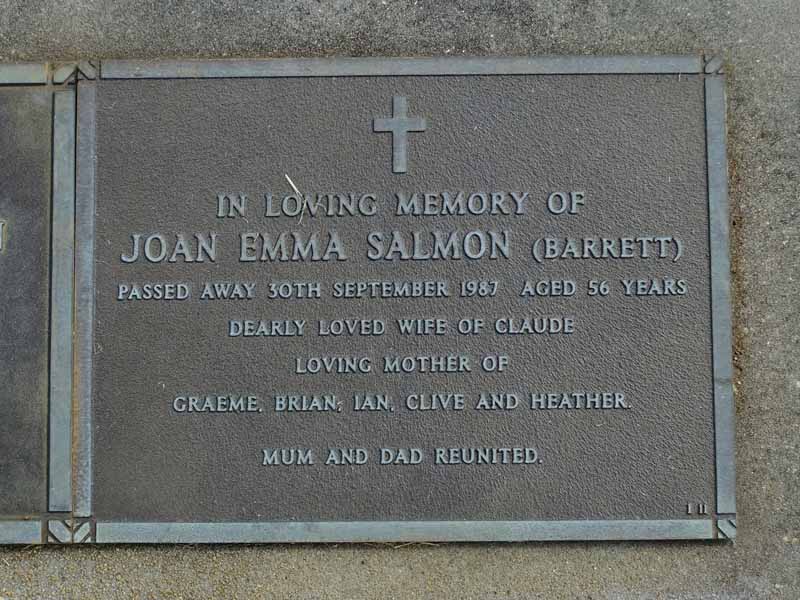 IN LOVING MEMORY OF
JOAN EMMA SALMON (BARRETT)
PASSED AWAY 30TH SEPTEMBER 1987 AGED 56 YEARS
DEARLY LOVED WIFE OF CLAUDE
LOVING MOTHER OF
GRAEME, BRIAN, IAN, CLIVE AND HEATHER.
MUM AND DAD REUNITED.